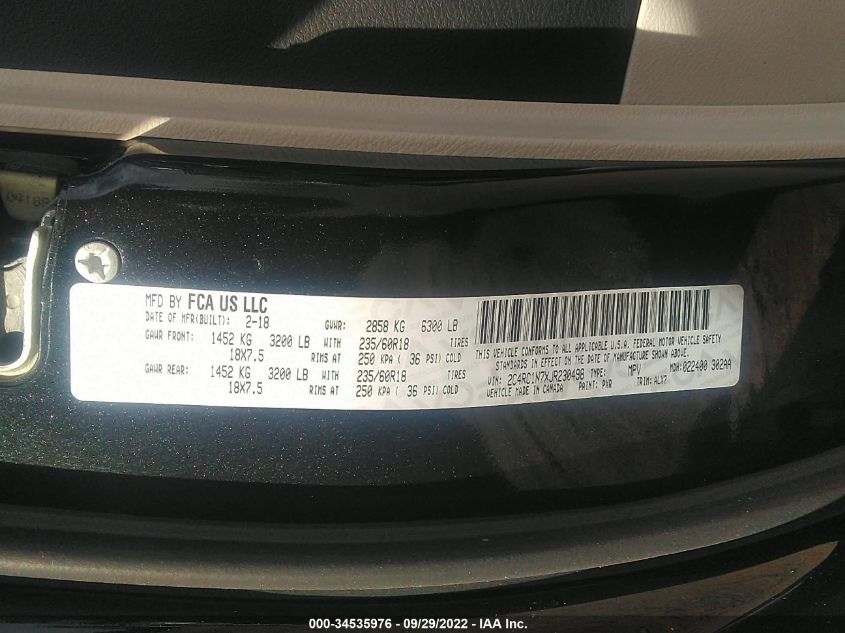 MFD BY FCA US LLC
DATE OF MFR(BUILT): 2-18 GVWR: 2858 KG 6300 LB
GAWR FRONT: 1452 KG 3200 LB WITH 235/60R18 TIRES
18X7.5 RIMS AT 250 KPA ( 36 PSI) COLD
GAWR REAR: 1452 KG 3200 LB WITH 235/60R18 TIRES
18X7.5 RIMS AT 250 KPA ( 36 PSI) COLD
THIS VEHICLE CONFORMS TO ALL APPLICABLE U.S.A. FEDERAL MOTOR VEHICLE SAFETY
STANDARDS IN EFFECT ON THE DATE OF MANUFACTURE SHOWN ABOVE.
VIN: 2C4RC1N7XJR230498 TYPE: MPV MDH:022400 302AA
VEHICLE MADE IN CANADA PAINT: PXR TRIM: ALX7
000-34535976 - 09/29/2022 - IAA Inc.